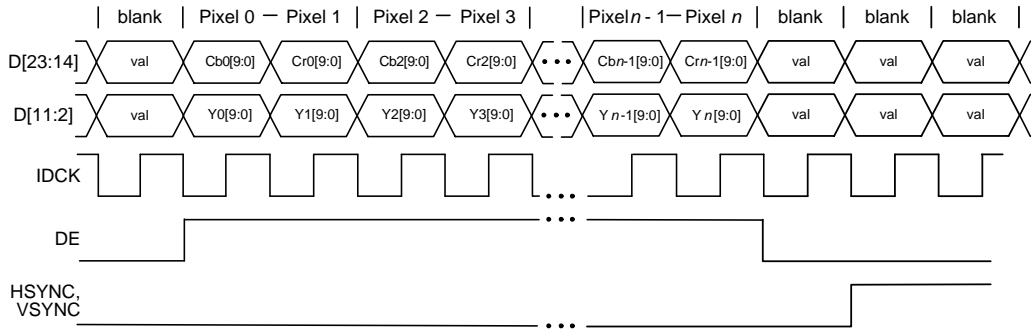 | blank | Pixel 0 — Pixel 1 | Pixel 2 — Pixel 3 | | Pixel n - 1 — Pixel n | blank | blank | blank |
D[23:14] val Cb0[9:0] Cr0[9:0] Cb2[9:0] Cr2[9:0] ••• Cbn-1[9:0] Crn-1[9:0] val val val
D[11:2] val Y0[9:0] Y1[9:0] Y2[9:0] Y3[9:0] ••• Yn-1[9:0] Yn[9:0] val val val
IDCK •••
DE •••
HSYNC,
VSYNC •••